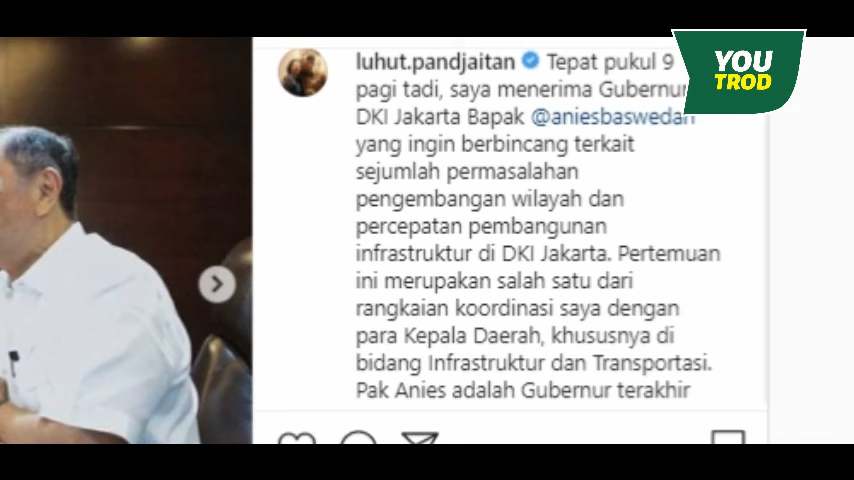 YOU
TROD
luhut.pandjaitan Tepat pukul 9
pagi tadi, saya menerima Gubernur
DKI Jakarta Bapak @aniesbaswedan
yang ingin berbincang terkait
sejumlah permasalahan
pengembangan wilayah dan
percepatan pembangunan
infrastruktur di DKI Jakarta. Pertemuan
ini merupakan salah satu dari
rangkaian koordinasi saya dengan
para Kepala Daerah, khususnya di
bidang Infrastruktur dan Transportasi.
Pak Anies adalah Gubernur terakhir